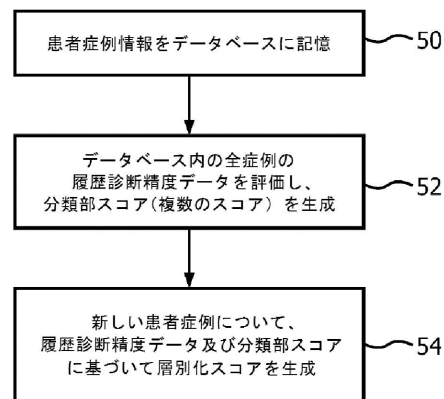 患者症例情報をデータベースに記憶
50
データベース内の全症例の
履歴診断精度データを評価し、
分類部スコア(複数のスコア) を生成
52
新しい患者症例について、
履歴診断精度データ及び分類部スコア
に基づいて層別化スコアを生成
54